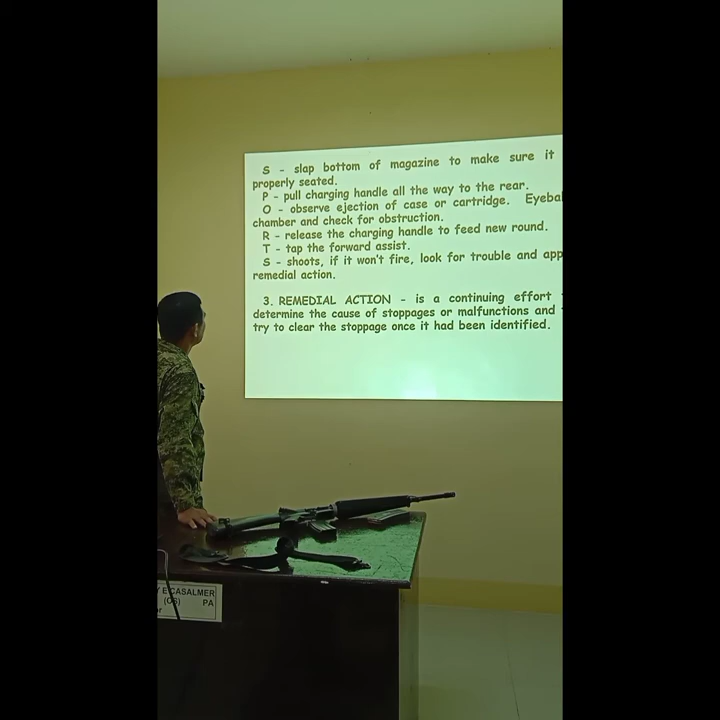 S - slap bottom of magazine to make sure it
properly seated.
P - pull charging handle all the way to the rear.
O - observe ejection of case or cartridge. Eyebal
chamber and check for obstruction.
R - release the charging handle to feed new round.
T - tap the forward assist.
S - shoots, if it won't fire, look for trouble and app
remedial action.
3. REMEDIAL ACTION - is a continuing effort
determine the cause of stoppages or malfunctions and
try to clear the stoppage once it had been identified.
Y E CASALMER
(OS) PA
or